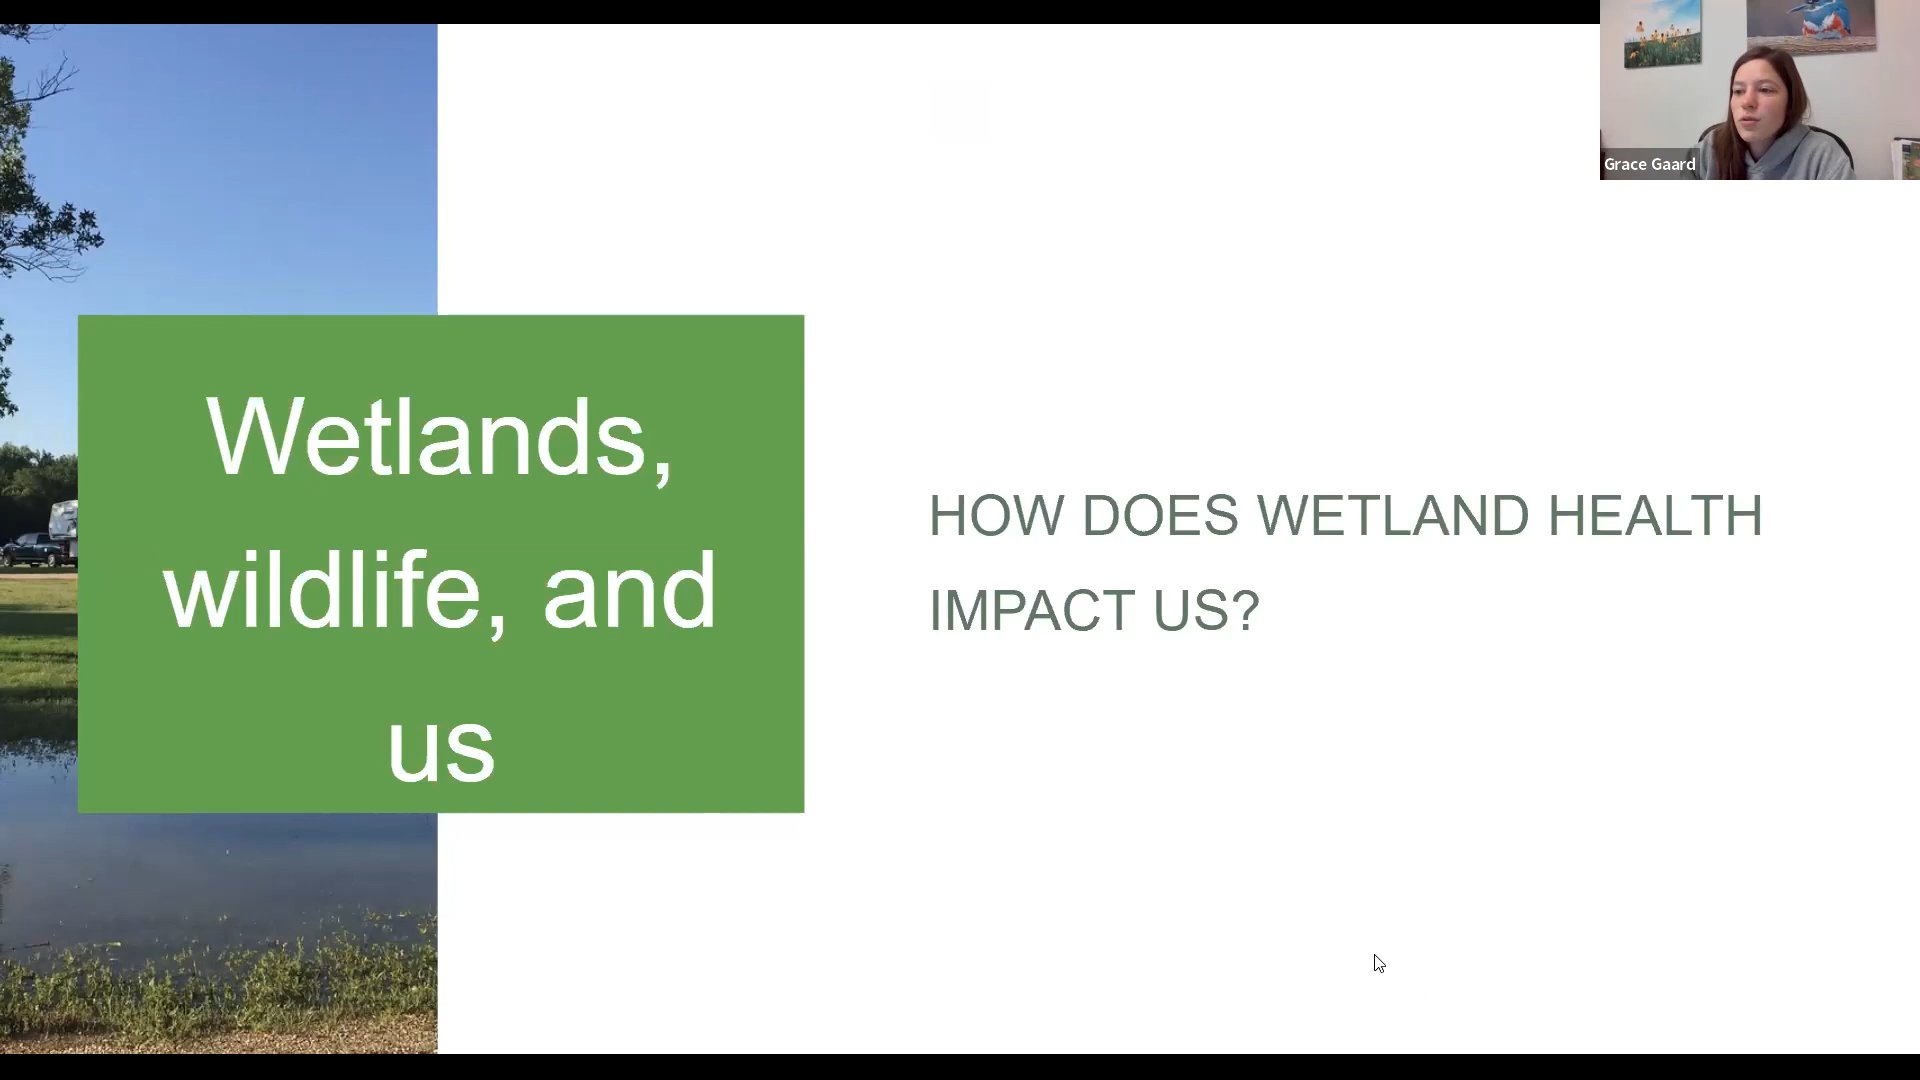 Wetlands,
wildlife, and
us
HOW DOES WETLAND HEALTH
IMPACT US?
Grace Gaard